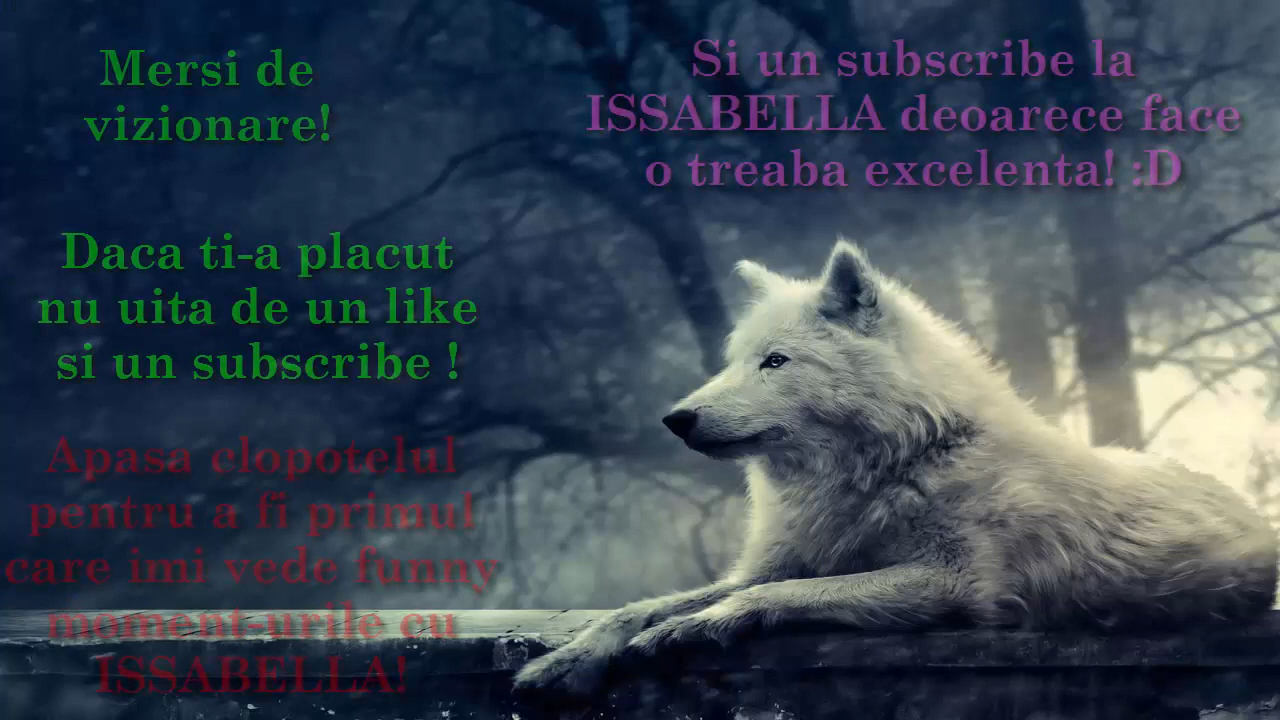 Mersi de
vizionare!
Si un subscribe la
ISSABELLA deoarece face
o treaba excelenta! :D
Daca ti-a placut
nu uita de un like
si un subscribe !
Apasa clopotelul
pentru a fi primul
care imi vede funny
moment-urile cu
ISSABELLA!